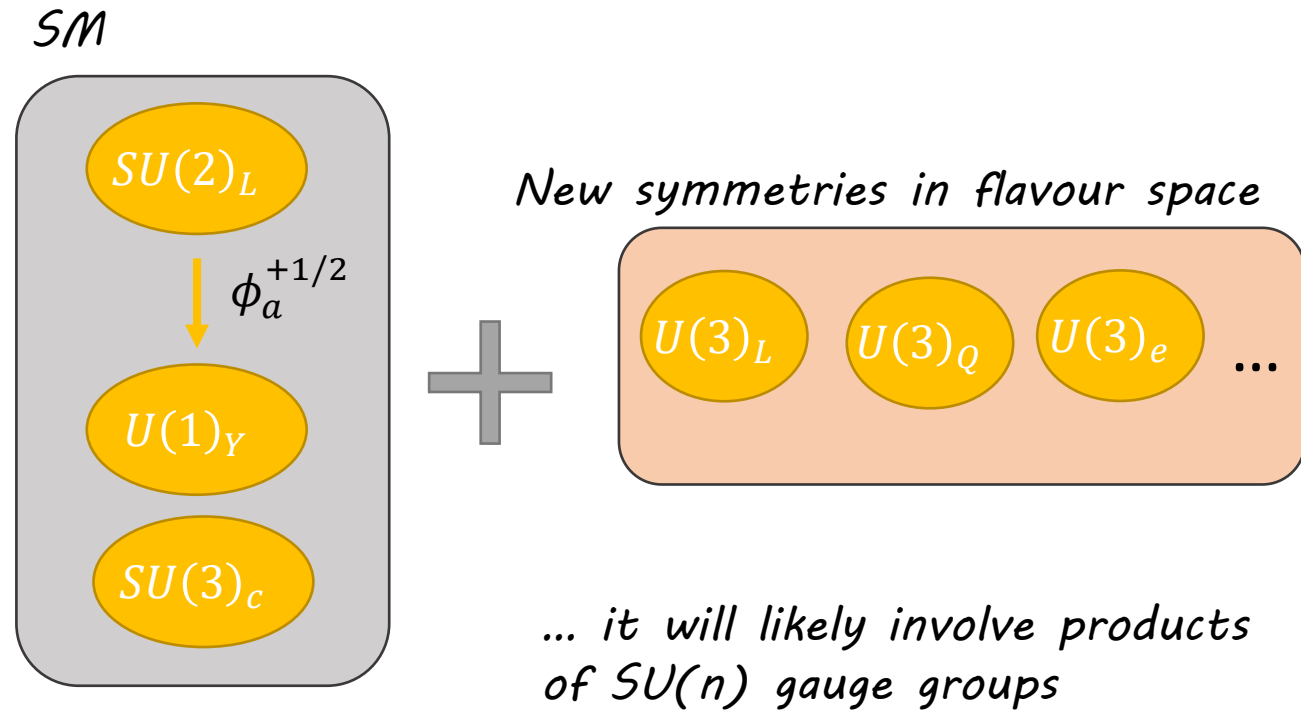 SM
SU(2)_L
ϕ_a^{+1/2}
U(1)_Y
SU(3)_c
New symmetries in flavour space
U(3)_L U(3)_Q U(3)_e ...
... it will likely involve products
of SU(n) gauge groups